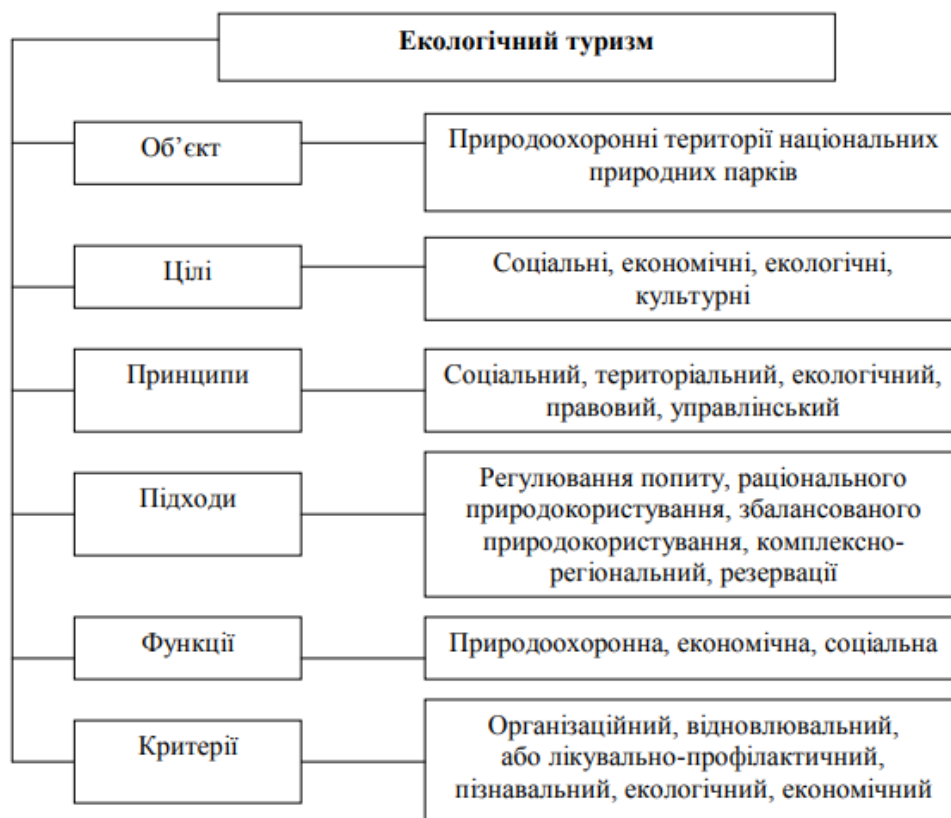 Екологічний туризм
Об’єкт
Природоохоронні території національних
природних парків
Цілі
Соціальні, економічні, екологічні,
культурні
Принципи
Соціальний, територіальний, екологічний,
правовий, управлінський
Підходи
Регулювання попиту, раціонального
природокористування, збалансованого
природокористування, комплексно-
регіональний, резервації
Функції
Природоохоронна, економічна, соціальна
Критерії
Організаційний, відновлювальний,
або лікувально-профілактичний,
пізнавальний, екологічний, економічний